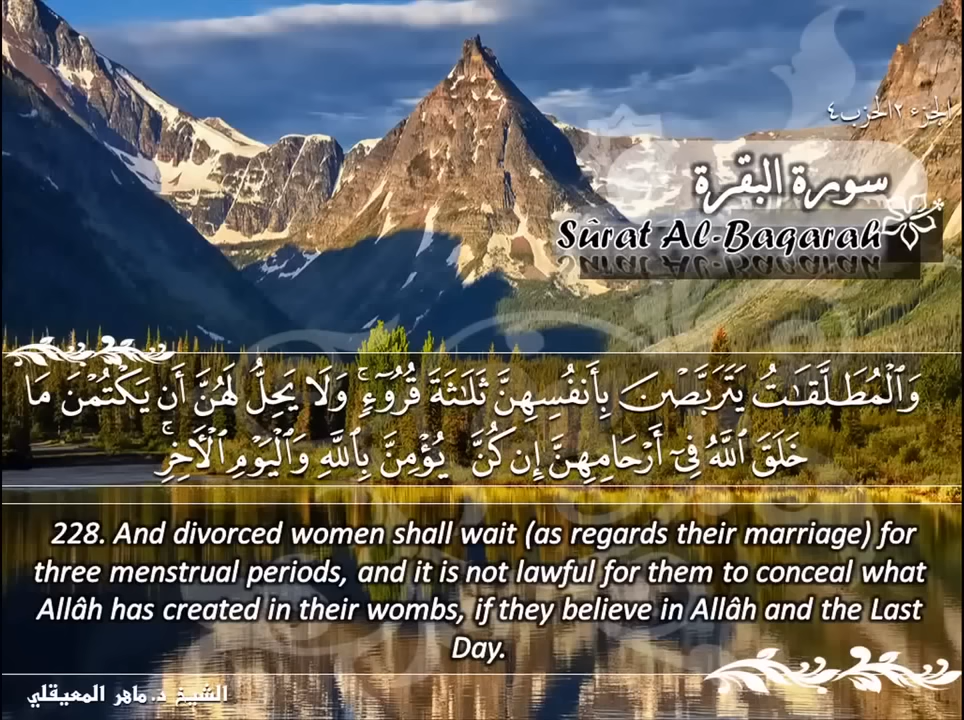 الجزء ٢ الحزب ٤
سورة البقرة
Sûrat Al-Baqarah
وَٱلْمُطَلَّقَـٰتُ يَتَرَبَّصْنَ بِأَنفُسِهِنَّ ثَلَـٰثَةَ قُرُوٓءٍ ۚ وَلَا يَحِلُّ لَهُنَّ أَن يَكْتُمْنَ مَا
خَلَقَ ٱللَّهُ فِىٓ أَرْحَامِهِنَّ إِن كُنَّ يُؤْمِنَّ بِٱللَّهِ وَٱلْيَوْمِ ٱلْـَٔاخِرِ ۚ
228. And divorced women shall wait (as regards their marriage) for
three menstrual periods, and it is not lawful for them to conceal what
Allâh has created in their wombs, if they believe in Allâh and the Last
Day.
الشيخ د. ماهر المعيقلي